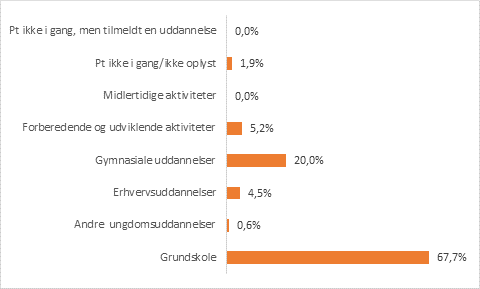 Pt ikke i gang, men tilmeldt en uddannelse 0,0%
Pt ikke i gang/ikke oplyst 1,9%
Midlertidige aktiviteter 0,0%
Forberedende og udviklende aktiviteter 5,2%
Gymnasiale uddannelser 20,0%
Erhvervsuddannelser 4,5%
Andre ungdomsuddannelser 0,6%
Grundskole 67,7%